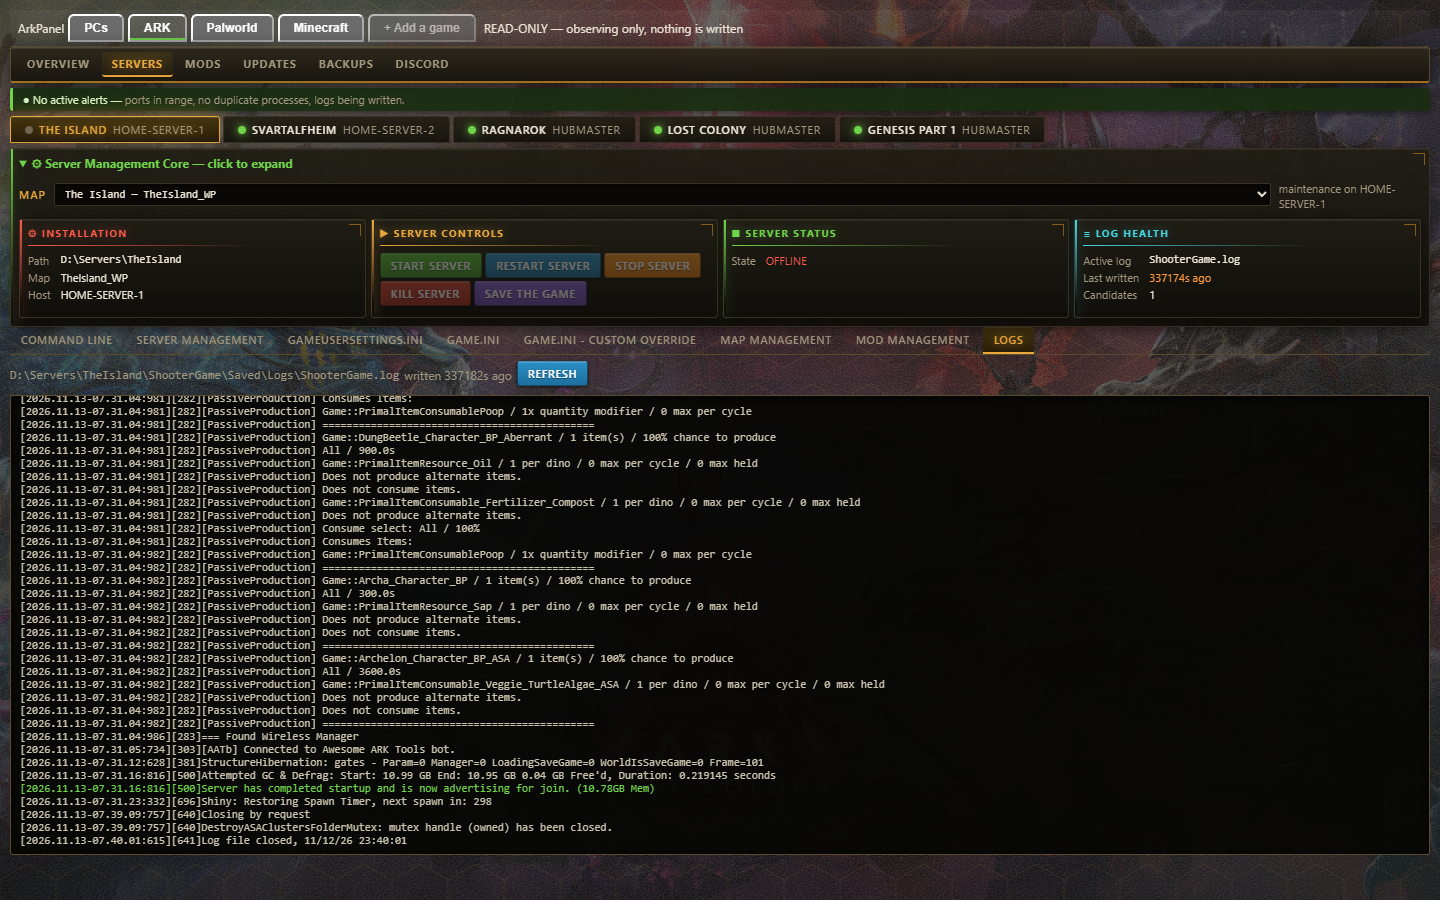 ArkPanel PCs ARK Palworld Minecraft + Add a game READ-ONLY — observing only, nothing is written
OVERVIEW SERVERS MODS UPDATES BACKUPS DISCORD
● No active alerts — ports in range, no duplicate processes, logs being written.
THE ISLAND HOME-SERVER-1 SVARTALFHEIM HOME-SERVER-2 RAGNAROK HUBMASTER LOST COLONY HUBMASTER GENESIS PART 1 HUBMASTER
▼ ⚙ Server Management Core — click to expand
MAP The Island — TheIsland_WP maintenance on HOME-
SERVER-1
⚙ INSTALLATION
Path D:\Servers\TheIsland
Map TheIsland_WP
Host HOME-SERVER-1
▶ SERVER CONTROLS
START SERVER RESTART SERVER STOP SERVER
KILL SERVER SAVE THE GAME
■ SERVER STATUS
State OFFLINE
≡ LOG HEALTH
Active log ShooterGame.log
Last written 337174s ago
Candidates 1
COMMAND LINE SERVER MANAGEMENT GAMEUSERSETTINGS.INI GAME.INI GAME.INI - CUSTOM OVERRIDE MAP MANAGEMENT MOD MANAGEMENT LOGS
D:\Servers\TheIsland\ShooterGame\Saved\Logs\ShooterGame.log written 337182s ago REFRESH
[2026.11.13-07.31.04:981][282][PassiveProduction] Consumes Items:
[2026.11.13-07.31.04:981][282][PassiveProduction] Game::PrimalItemConsumablePoop / 1x quantity modifier / 0 max per cycle
[2026.11.13-07.31.04:981][282][PassiveProduction] =============================================
[2026.11.13-07.31.04:981][282][PassiveProduction] Game::DungBeetle_Character_BP_Aberrant / 1 item(s) / 100% chance to produce
[2026.11.13-07.31.04:981][282][PassiveProduction] All / 900.0s
[2026.11.13-07.31.04:981][282][PassiveProduction] Game::PrimalItemResource_Oil / 1 per dino / 0 max per cycle / 0 max held
[2026.11.13-07.31.04:981][282][PassiveProduction] Does not produce alternate items.
[2026.11.13-07.31.04:981][282][PassiveProduction] Does not consume items.
[2026.11.13-07.31.04:981][282][PassiveProduction] Game::PrimalItemConsumable_Fertilizer_Compost / 1 per dino / 0 max per cycle / 0 max held
[2026.11.13-07.31.04:981][282][PassiveProduction] Does not produce alternate items.
[2026.11.13-07.31.04:981][282][PassiveProduction] Consume select: All / 100%
[2026.11.13-07.31.04:981][282][PassiveProduction] Consumes Items:
[2026.11.13-07.31.04:982][282][PassiveProduction] Game::PrimalItemConsumablePoop / 1x quantity modifier / 0 max per cycle
[2026.11.13-07.31.04:982][282][PassiveProduction] =============================================
[2026.11.13-07.31.04:982][282][PassiveProduction] Game::Archa_Character_BP / 1 item(s) / 100% chance to produce
[2026.11.13-07.31.04:982][282][PassiveProduction] All / 300.0s
[2026.11.13-07.31.04:982][282][PassiveProduction] Game::PrimalItemResource_Sap / 1 per dino / 0 max per cycle / 0 max held
[2026.11.13-07.31.04:982][282][PassiveProduction] Does not produce alternate items.
[2026.11.13-07.31.04:982][282][PassiveProduction] Does not consume items.
[2026.11.13-07.31.04:982][282][PassiveProduction] =============================================
[2026.11.13-07.31.04:982][282][PassiveProduction] Game::Archelon_Character_BP_ASA / 1 item(s) / 100% chance to produce
[2026.11.13-07.31.04:982][282][PassiveProduction] All / 3600.0s
[2026.11.13-07.31.04:982][282][PassiveProduction] Game::PrimalItemConsumable_Veggie_TurtleAlgae_ASA / 1 per dino / 0 max per cycle / 0 max held
[2026.11.13-07.31.04:982][282][PassiveProduction] Does not produce alternate items.
[2026.11.13-07.31.04:982][282][PassiveProduction] Does not consume items.
[2026.11.13-07.31.04:982][282][PassiveProduction] =============================================
[2026.11.13-07.31.04:986][283]=== Found Wireless Manager
[2026.11.13-07.31.05:734][303][AATb] Connected to Awesome ARK Tools bot.
[2026.11.13-07.31.12:628][381]StructureHibernation: gates - Param=0 Manager=0 LoadingSaveGame=0 WorldIsSaveGame=0 Frame=101
[2026.11.13-07.31.16:816][500]Attempted GC & Defrag: Start: 10.99 GB End: 10.95 GB 0.04 GB Free'd, Duration: 0.219145 seconds
[2026.11.13-07.31.16:816][500]Server has completed startup and is now advertising for join. (10.78GB Mem)
[2026.11.13-07.31.23:332][696]Shiny: Restoring Spawn Timer, next spawn in: 298
[2026.11.13-07.39.09:757][640]Closing by request
[2026.11.13-07.39.09:757][640]DestroyASAClustersFolderMutex: mutex handle (owned) has been closed.
[2026.11.13-07.40.01:615][641]Log file closed, 11/12/26 23:40:01